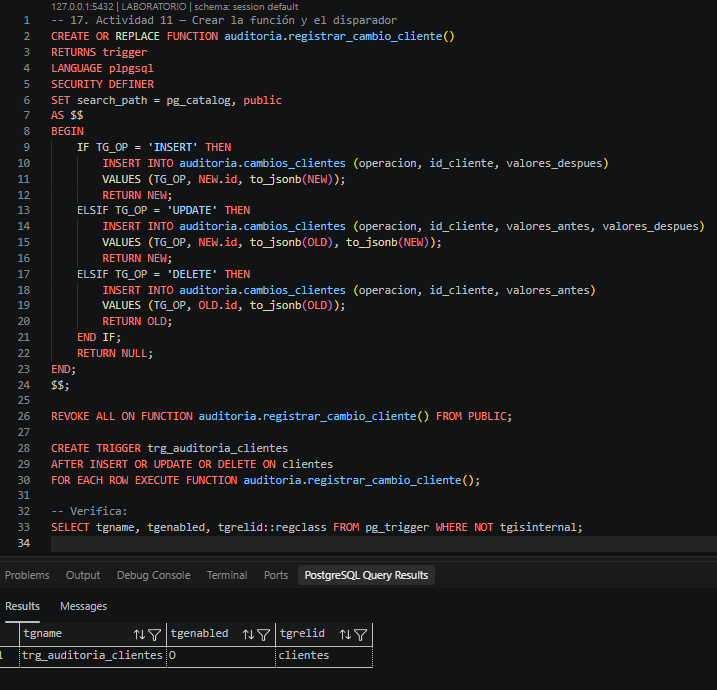 127.0.0.1:5432 | LABORATORIO | schema: session default
1 -- 17. Actividad 11 — Crear la función y el disparador
2 CREATE OR REPLACE FUNCTION auditoria.registrar_cambio_cliente()
3 RETURNS trigger
4 LANGUAGE plpgsql
5 SECURITY DEFINER
6 SET search_path = pg_catalog, public
7 AS $$
8 BEGIN
9 IF TG_OP = 'INSERT' THEN
10 INSERT INTO auditoria.cambios_clientes (operacion, id_cliente, valores_despues)
11 VALUES (TG_OP, NEW.id, to_jsonb(NEW));
12 RETURN NEW;
13 ELSIF TG_OP = 'UPDATE' THEN
14 INSERT INTO auditoria.cambios_clientes (operacion, id_cliente, valores_antes, valores_despues)
15 VALUES (TG_OP, NEW.id, to_jsonb(OLD), to_jsonb(NEW));
16 RETURN NEW;
17 ELSIF TG_OP = 'DELETE' THEN
18 INSERT INTO auditoria.cambios_clientes (operacion, id_cliente, valores_antes)
19 VALUES (TG_OP, OLD.id, to_jsonb(OLD));
20 RETURN OLD;
21 END IF;
22 RETURN NULL;
23 END;
24 $$;
25
26 REVOKE ALL ON FUNCTION auditoria.registrar_cambio_cliente() FROM PUBLIC;
27
28 CREATE TRIGGER trg_auditoria_clientes
29 AFTER INSERT OR UPDATE OR DELETE ON clientes
30 FOR EACH ROW EXECUTE FUNCTION auditoria.registrar_cambio_cliente();
31
32 -- Verifica:
33 SELECT tgname, tgenabled, tgrelid::regclass FROM pg_trigger WHERE NOT tgisinternal;
34
Problems Output Debug Console Terminal Ports PostgreSQL Query Results
Results Messages
tgname tgenabled tgrelid
1 trg_auditoria_clientes O clientes